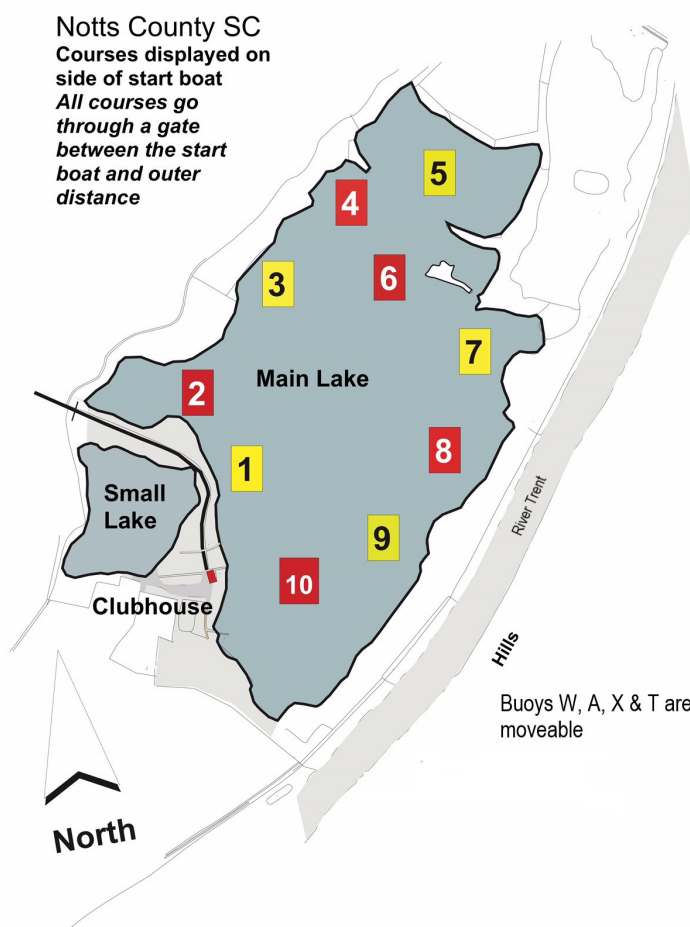 Notts County SC
Courses displayed on
side of start boat
All courses go
through a gate
between the start
boat and outer
distance
5
4
6
3
7
Main Lake
2
8
1
Small
Lake
River Trent
9
10
Clubhouse
Hills
Buoys W, A, X & T are
moveable
North